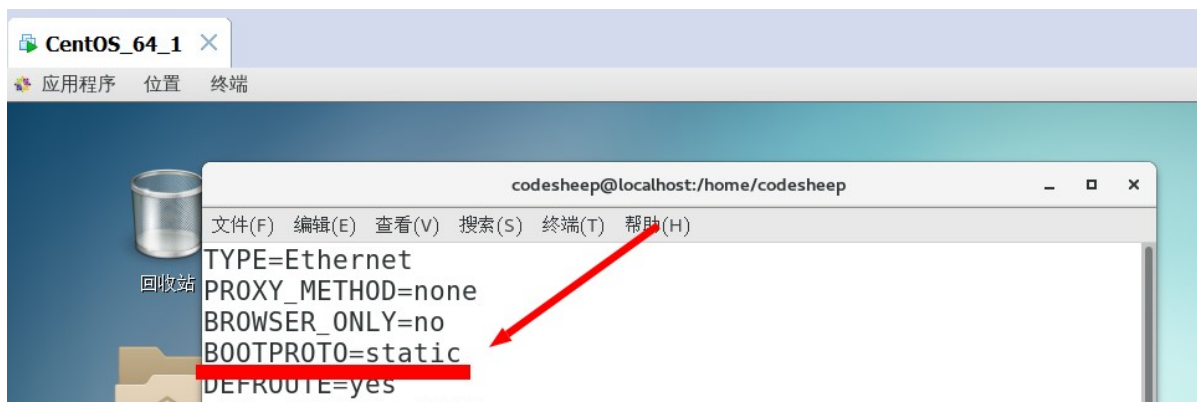 CentOS_64_1
应用程序 位置 终端
codesheep@localhost:/home/codesheep
文件(F) 编辑(E) 查看(V) 搜索(S) 终端(T) 帮助(H)
TYPE=Ethernet
回收站
PROXY_METHOD=none
BROWSER_ONLY=no
BOOTPROTO=static
DEFROUTE=yes